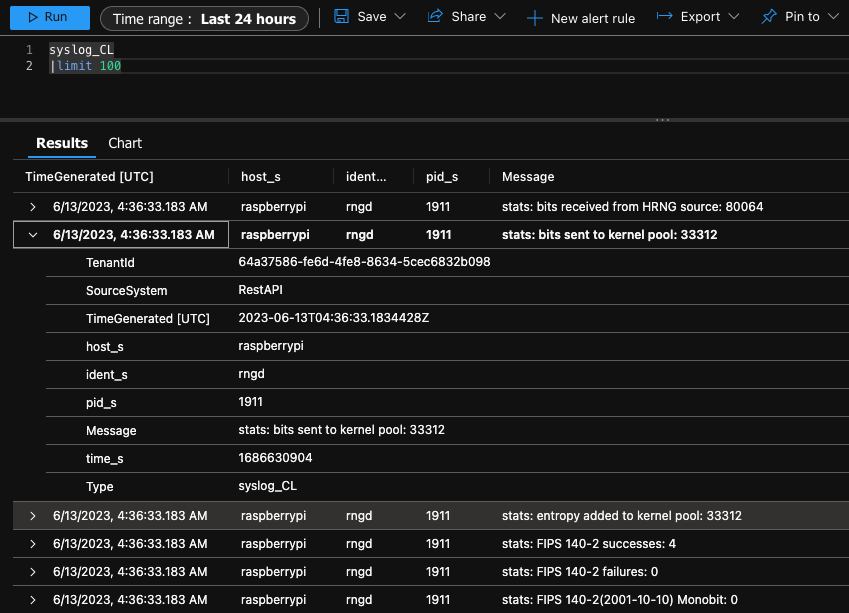 Run Time range : Last 24 hours Save Share New alert rule Export Pin to
1 syslog_CL
2 |limit 100
...
Results Chart
TimeGenerated [UTC] host_s ident... pid_s Message
6/13/2023, 4:36:33.183 AM raspberrypi rngd 1911 stats: bits received from HRNG source: 80064
6/13/2023, 4:36:33.183 AM raspberrypi rngd 1911 stats: bits sent to kernel pool: 33312
TenantId 64a37586-fe6d-4fe8-8634-5cec6832b098
SourceSystem RestAPI
TimeGenerated [UTC] 2023-06-13T04:36:33.1834428Z
host_s raspberrypi
ident_s rngd
pid_s 1911
Message stats: bits sent to kernel pool: 33312
time_s 1686630904
Type syslog_CL
6/13/2023, 4:36:33.183 AM raspberrypi rngd 1911 stats: entropy added to kernel pool: 33312
6/13/2023, 4:36:33.183 AM raspberrypi rngd 1911 stats: FIPS 140-2 successes: 4
6/13/2023, 4:36:33.183 AM raspberrypi rngd 1911 stats: FIPS 140-2 failures: 0
6/13/2023, 4:36:33.183 AM raspberrypi rngd 1911 stats: FIPS 140-2(2001-10-10) Monobit: 0